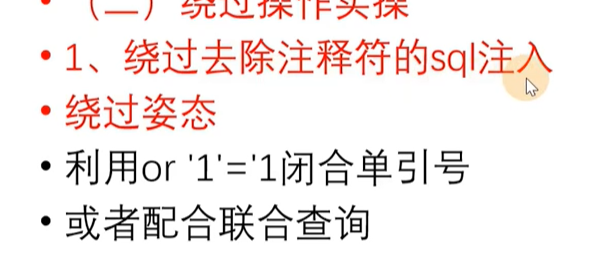 （二）绕过操作实操
1、绕过去除注释符的sql注入
绕过姿态
利用or '1'='1闭合单引号
或者配合联合查询